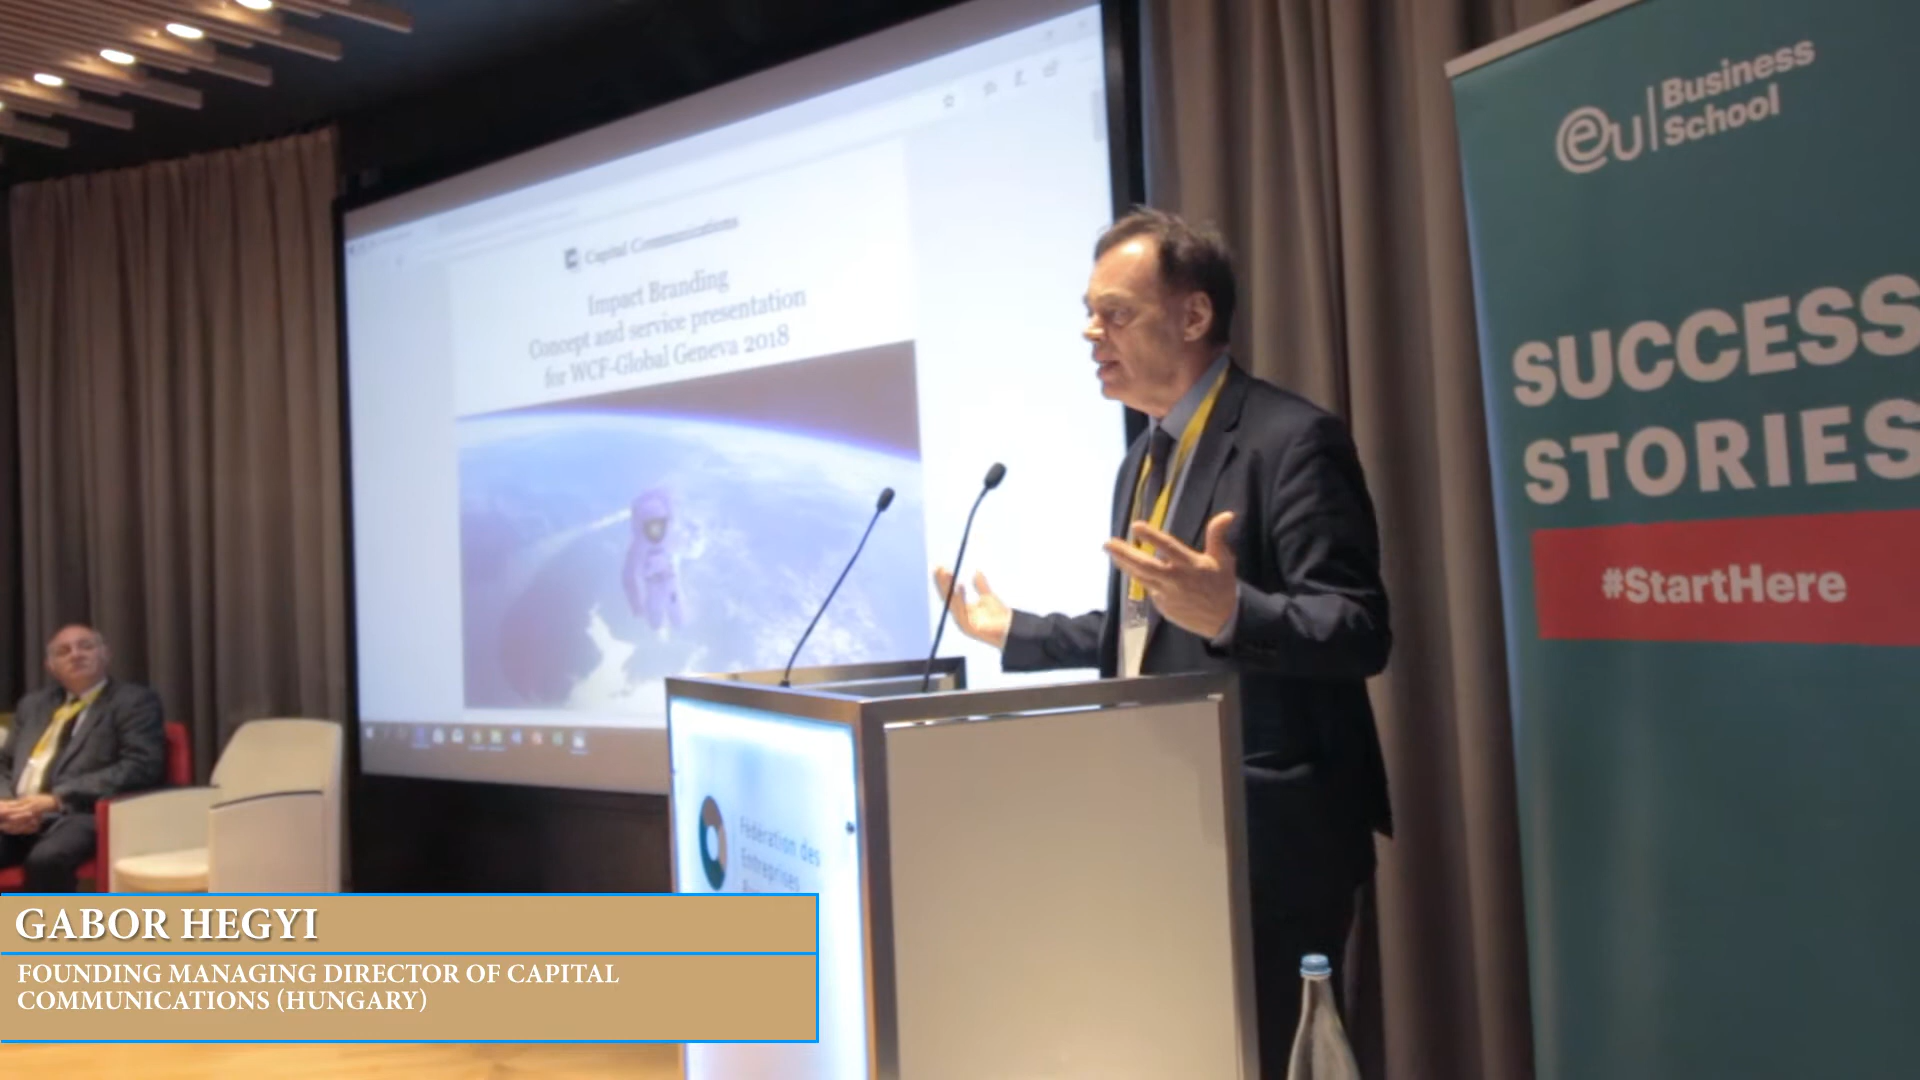 Capital Communications
Impact Branding
Concept and service presentation
for WCF-Global Geneva 2018
eu Business
School
SUCCESS
STORIES
#StartHere
Fédération des
Entreprises
GABOR HEGYI
FOUNDING MANAGING DIRECTOR OF CAPITAL
COMMUNICATIONS (HUNGARY)